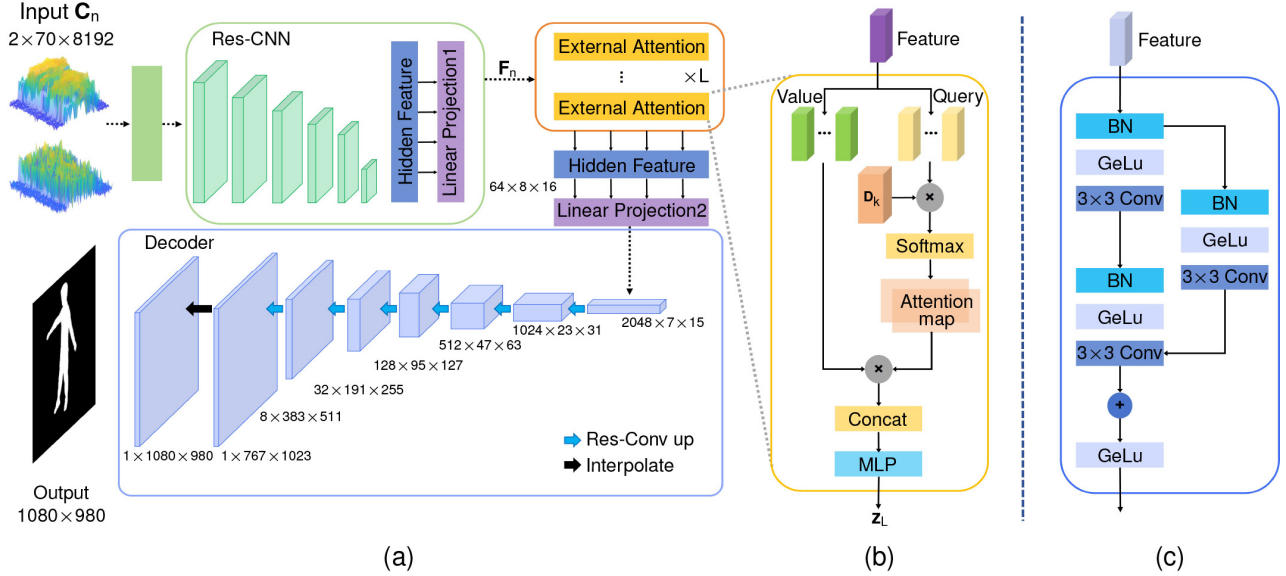 Input Cₙ
2×70×8192
Res-CNN
Hidden Feature
Linear Projection1
Fₙ
External Attention
⋮
×L
External Attention
Hidden Feature
64×8×16
Linear Projection2
Decoder
2048×7×15
1024×23×31
512×47×63
128×95×127
32×191×255
8×383×511
1×767×1023
1×1080×980
Res-Conv up
Interpolate
Output
1080×980
(a)
Feature
Value
Query
...
...
Dₖ
×
Softmax
Attention
map
×
Concat
MLP
z_L
(b)
Feature
BN
GeLu
3×3 Conv
BN
GeLu
3×3 Conv
BN
GeLu
3×3 Conv
+
GeLu
(c)